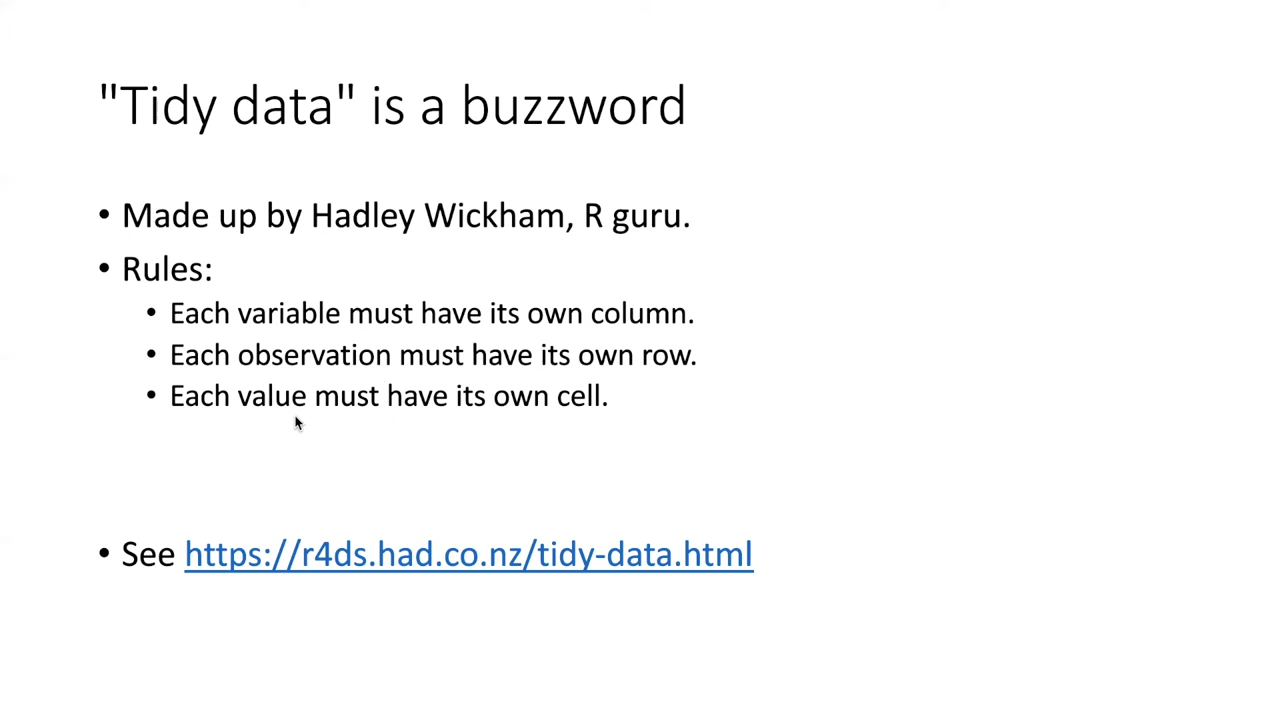 "Tidy data" is a buzzword
• Made up by Hadley Wickham, R guru.
• Rules:
• Each variable must have its own column.
• Each observation must have its own row.
• Each value must have its own cell.
• See https://r4ds.had.co.nz/tidy-data.html